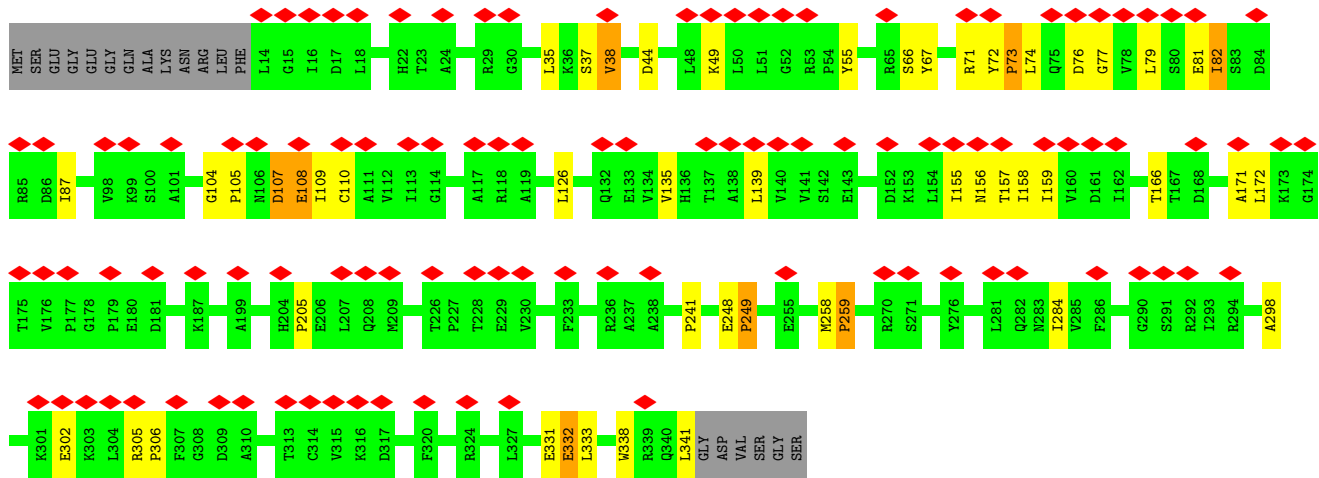 MET SER GLU GLY GLU GLY GLN ALA LYS ASN ARG LEU PHE L14 G15 I16 D17 L18 H22 T23 A24 R29 G30 L35 K36 S37 V38 D44 L48 K49 L50 L51 G52 R53 P54 Y55 R65 S66 Y67 R71 Y72 P73 L74 Q75 D76 G77 V78 L79 S80 E81 I82 S83 D84
R85 D86 I87 V98 K99 S100 A101 G104 P105 N106 D107 E108 I109 C110 A111 V112 I113 G114 A117 R118 A119 L126 Q132 E133 V134 V135 H136 T137 A138 L139 V140 V141 S142 E143 D152 K153 L154 I155 N156 T157 I158 I159 V160 D161 I162 T166 T167 D168 A171 L172 K173 G174
T175 V176 P177 G178 P179 E180 D181 K187 A199 H204 P205 E206 L207 Q208 M209 T226 P227 T228 E229 V230 F233 R236 A237 A238 P241 E248 P249 E255 M258 P259 R270 S271 Y276 L281 Q282 N283 I284 V285 F286 G290 S291 R292 I293 R294 A298
K301 E302 K303 L304 R305 P306 F307 G308 D309 A310 T313 C314 V315 K316 D317 F320 R324 L327 E331 E332 L333 W338 R339 Q340 L341 GLY ASP VAL SER GLY SER